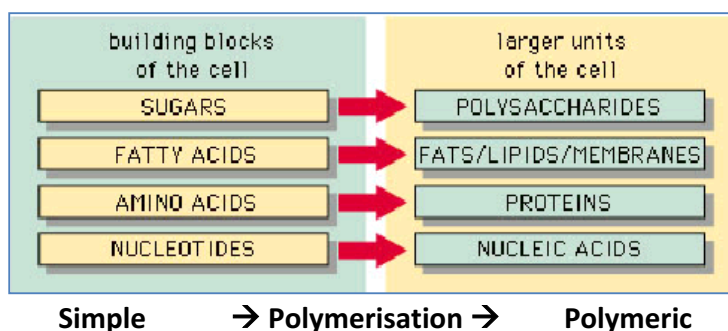 building blocks
of the cell
larger units
of the cell
SUGARS
POLYSACCHARIDES
FATTY ACIDS
FATS/LIPIDS/MEMBRANES
AMINO ACIDS
PROTEINS
NUCLEOTIDES
NUCLEIC ACIDS
Simple → Polymerisation → Polymeric